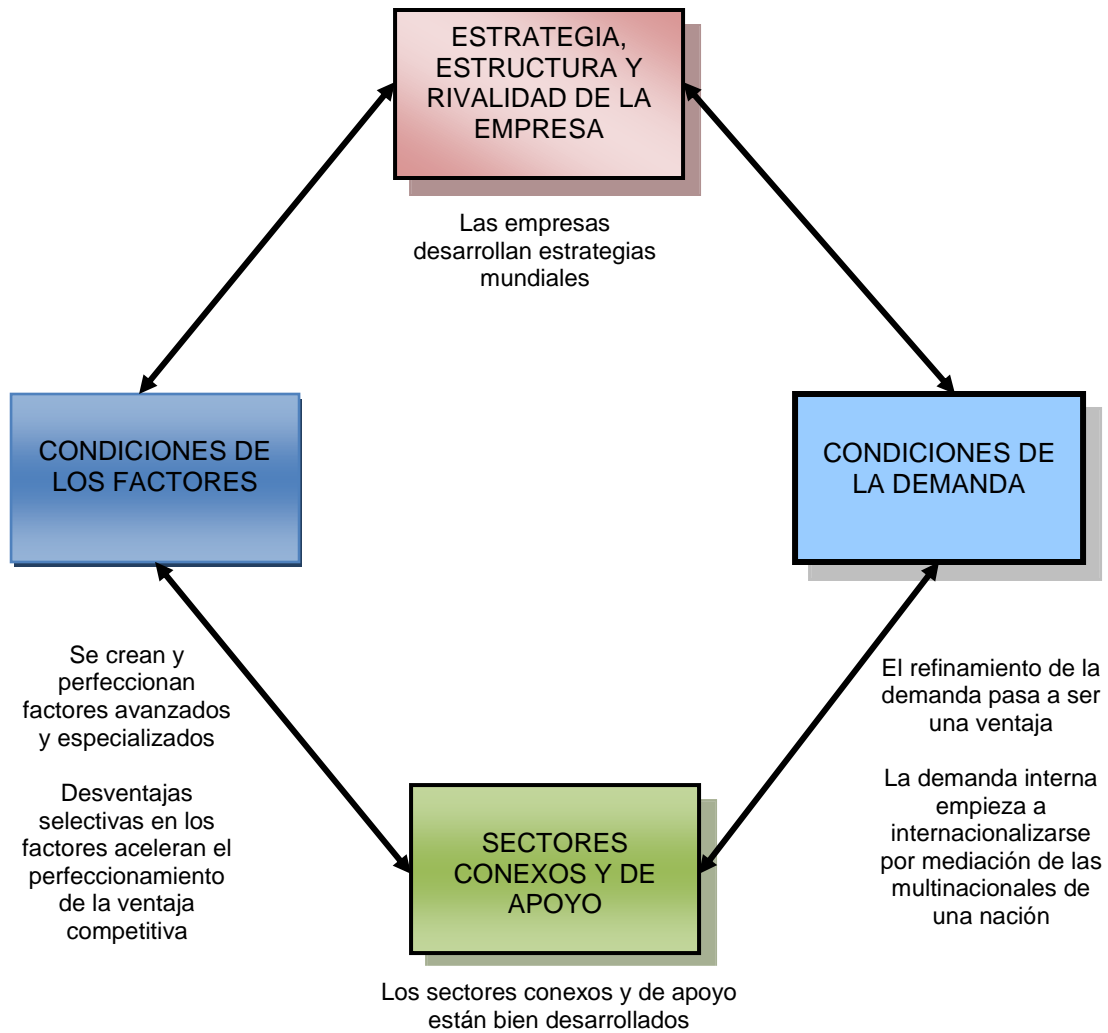 ESTRATEGIA,
ESTRUCTURA Y
RIVALIDAD DE LA
EMPRESA
Las empresas
desarrollan estrategias
mundiales
CONDICIONES DE
LOS FACTORES
CONDICIONES DE
LA DEMANDA
Se crean y
perfeccionan
factores avanzados
y especializados
Desventajas
selectivas en los
factores aceleran el
perfeccionamiento
de la ventaja
competitiva
El refinamiento de la
demanda pasa a ser
una ventaja
La demanda interna
empieza a
internacionalizarse
por mediación de las
multinacionales de
una nación
SECTORES
CONEXOS Y DE
APOYO
Los sectores conexos y de apoyo
están bien desarrollados